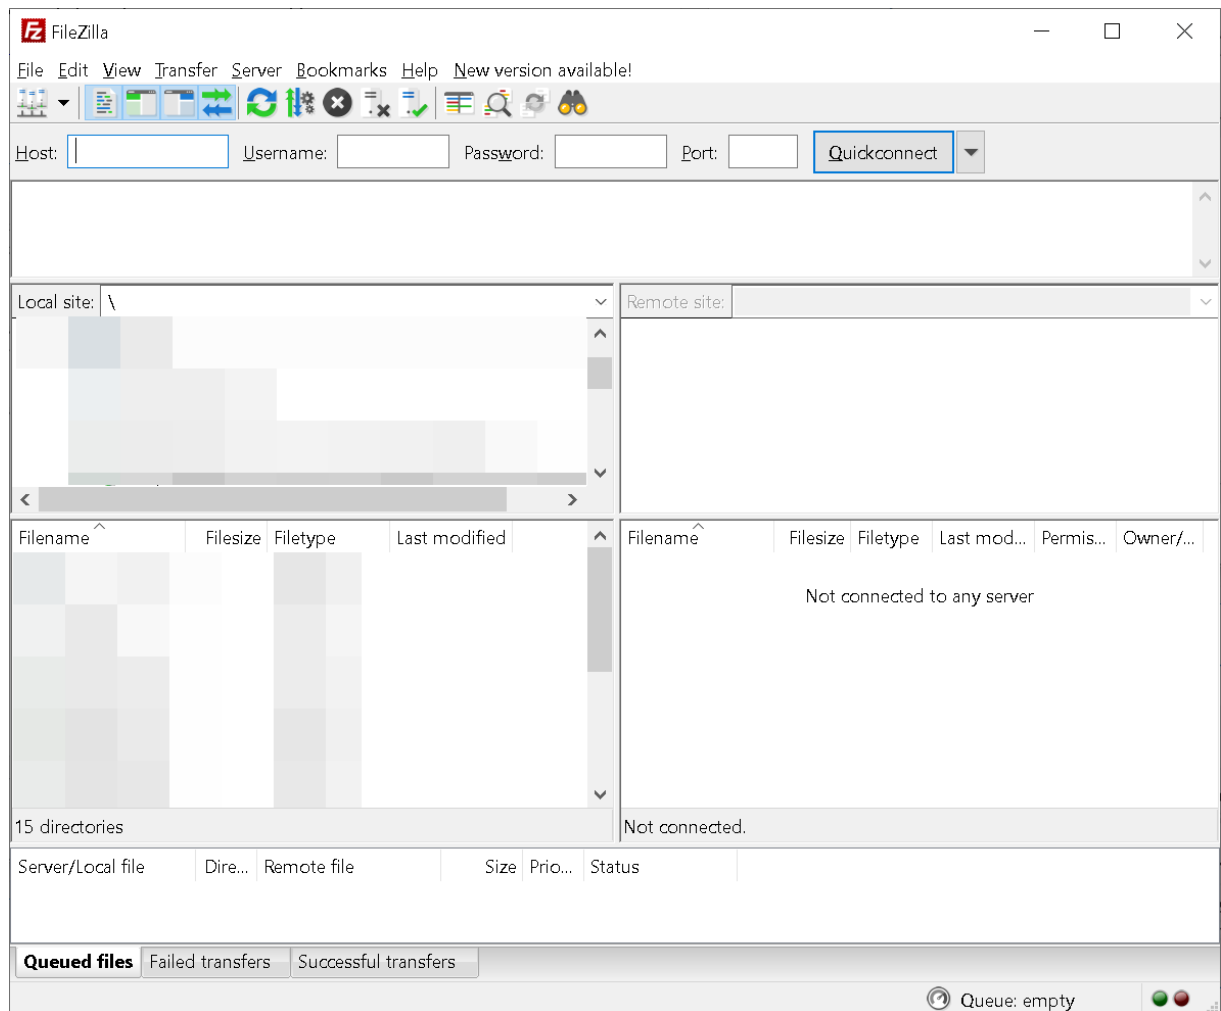 FileZilla
File Edit View Transfer Server Bookmarks Help New version available!
Host: Username: Password: Port: Quickconnect
Local site: \ Remote site:
Filename Filesize Filetype Last modified Filename Filesize Filetype Last mod... Permis... Owner/...
Not connected to any server
15 directories Not connected.
Server/Local file Dire... Remote file Size Prio... Status
Queued files Failed transfers Successful transfers
Queue: empty